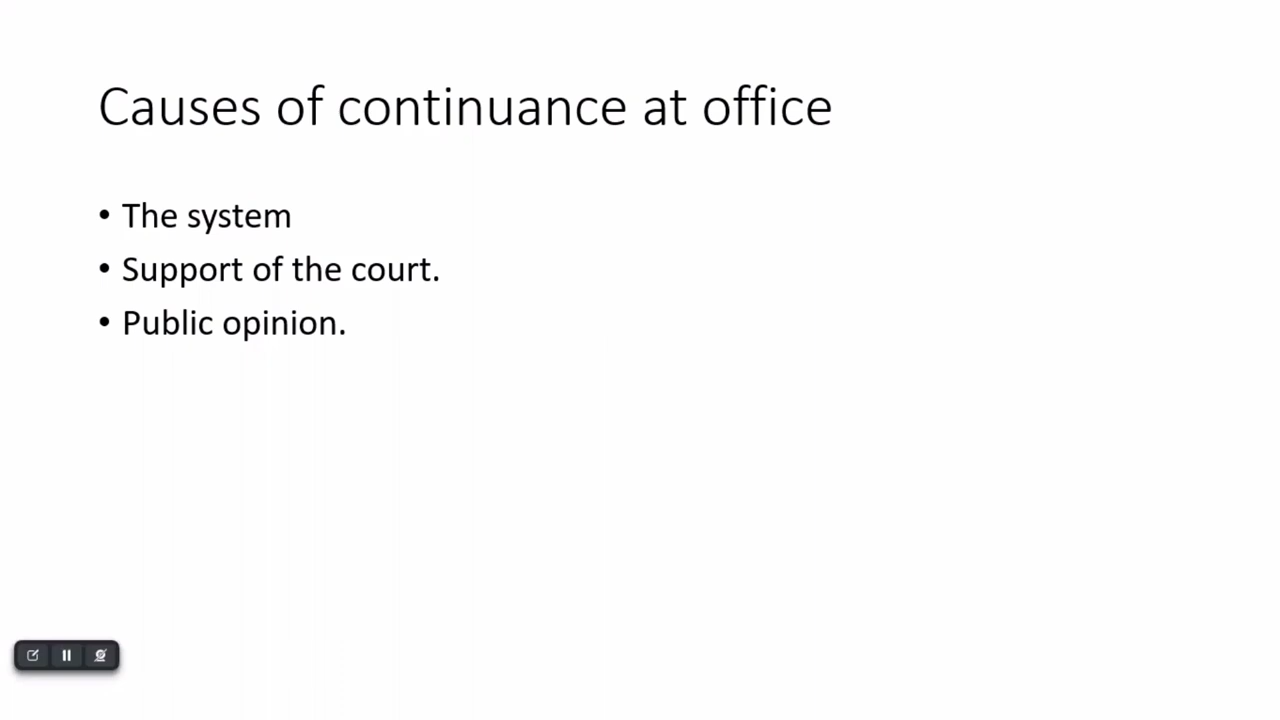 Causes of continuance at office
• The system
• Support of the court.
• Public opinion.